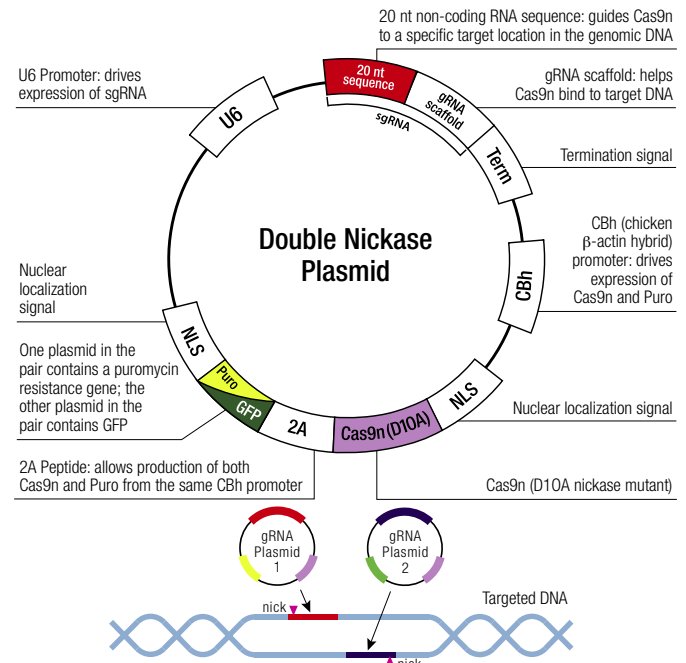 20 nt non-coding RNA sequence: guides Cas9n
to a specific target location in the genomic DNA
U6 Promoter: drives
expression of sgRNA
gRNA scaffold: helps
Cas9n bind to target DNA
20 nt
sequence
gRNA
scaffold
sgRNA
U6
Term
Termination signal
Double Nickase
Plasmid
CBh (chicken
β-actin hybrid)
promoter: drives
expression of
Cas9n and Puro
CBh
Nuclear
localization
signal
NLS
One plasmid in the
pair contains a puromycin
resistance gene; the
other plasmid in the
pair contains GFP
Puro
GFP
2A
Cas9n (D10A)
NLS
Nuclear localization signal
2A Peptide: allows production of both
Cas9n and Puro from the same CBh promoter
Cas9n (D10A nickase mutant)
gRNA
Plasmid
1
gRNA
Plasmid
2
nick
Targeted DNA
nick